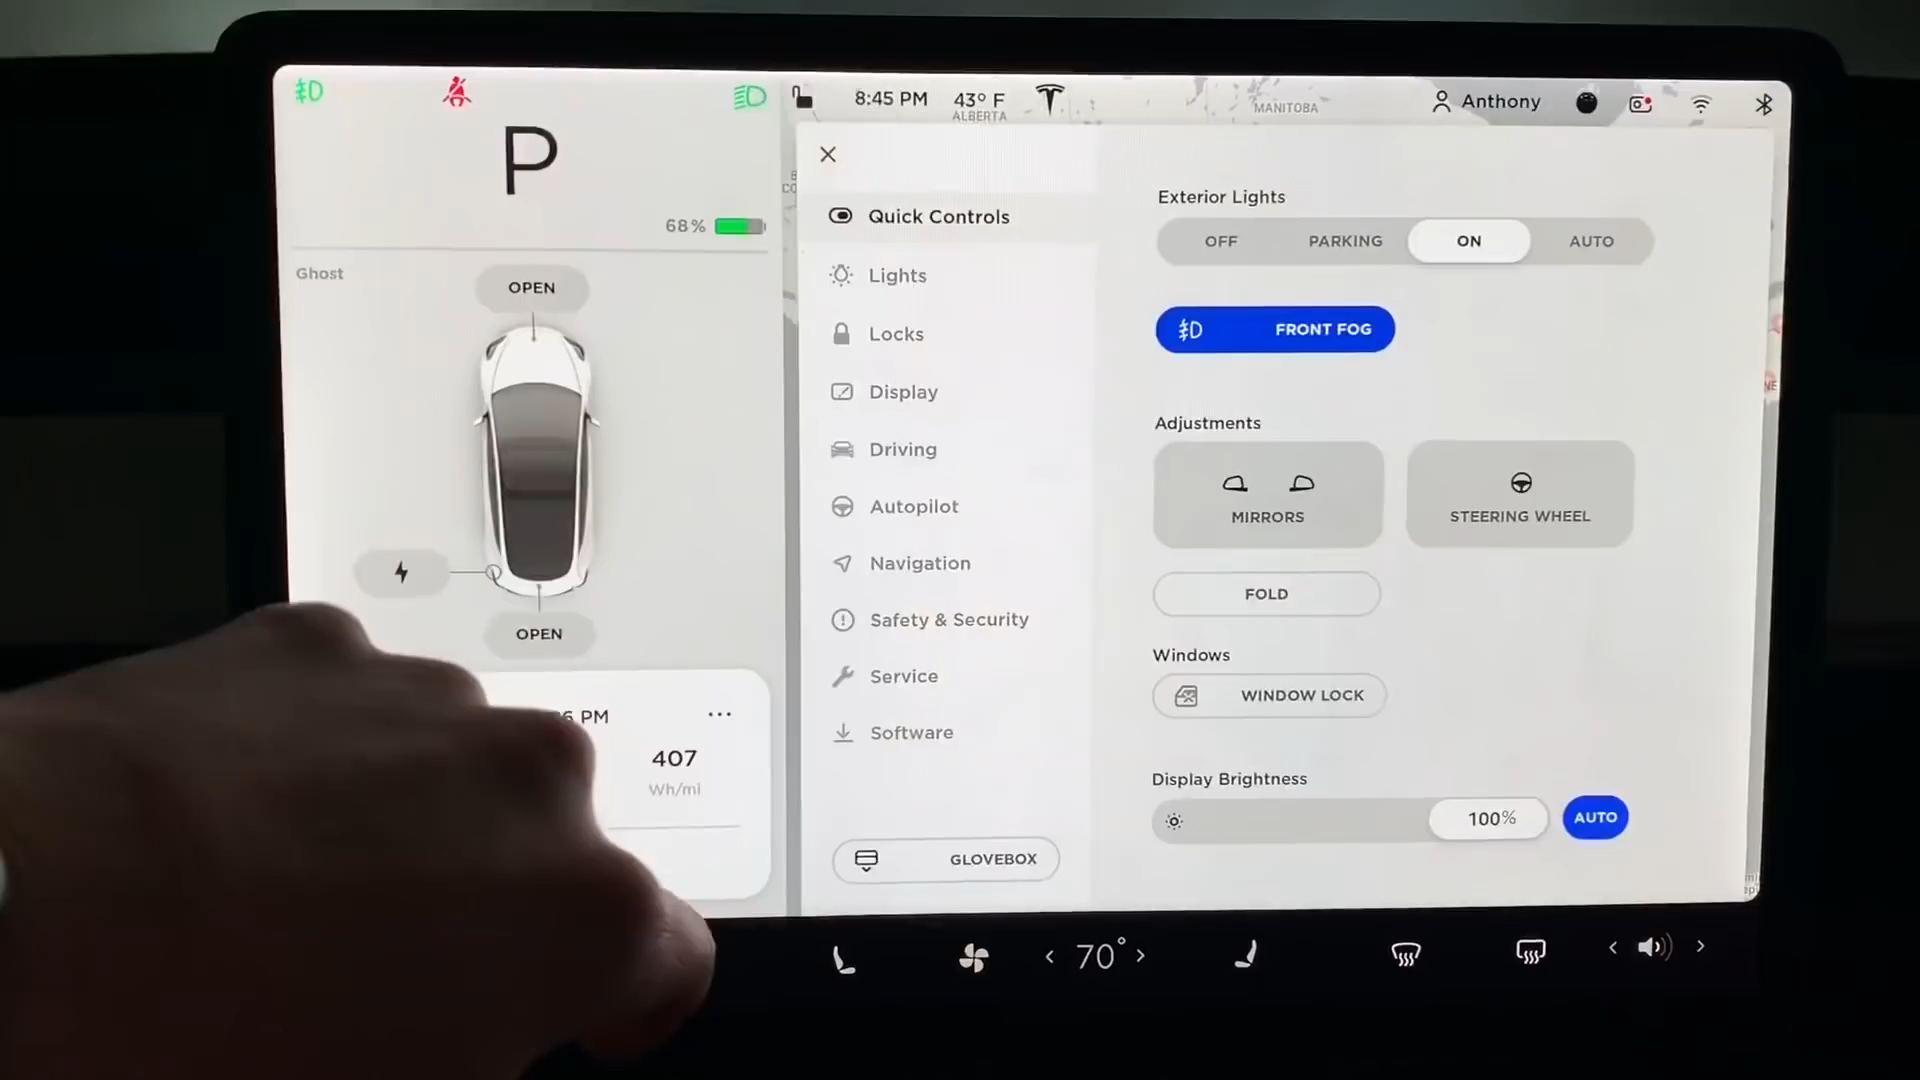 P
68%
Ghost
OPEN
OPEN
PM
407
Wh/mi
8:45 PM
43° F
ALBERTA
MANITOBA
Anthony
Quick Controls
Lights
Locks
Display
Driving
Autopilot
Navigation
Safety & Security
Service
Software
GLOVEBOX
Exterior Lights
OFF PARKING ON AUTO
FRONT FOG
Adjustments
MIRRORS
STEERING WHEEL
FOLD
Windows
WINDOW LOCK
Display Brightness
100%
AUTO
70°